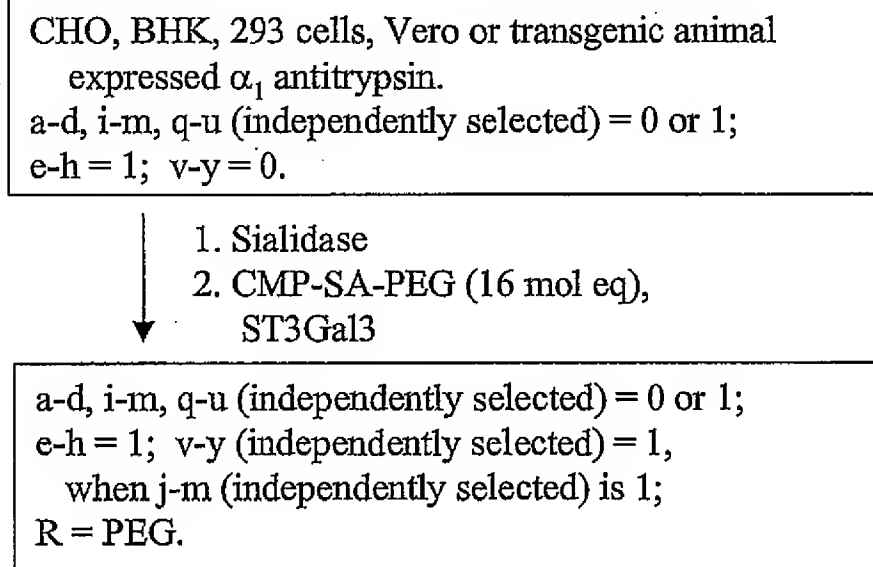 CHO, BHK, 293 cells, Vero or transgenic animal
expressed α₁ antitrypsin.
a-d, i-m, q-u (independently selected) = 0 or 1;
e-h = 1; v-y = 0.
1. Sialidase
2. CMP-SA-PEG (16 mol eq),
ST3Gal3
a-d, i-m, q-u (independently selected) = 0 or 1;
e-h = 1; v-y (independently selected) = 1,
when j-m (independently selected) is 1;
R = PEG.